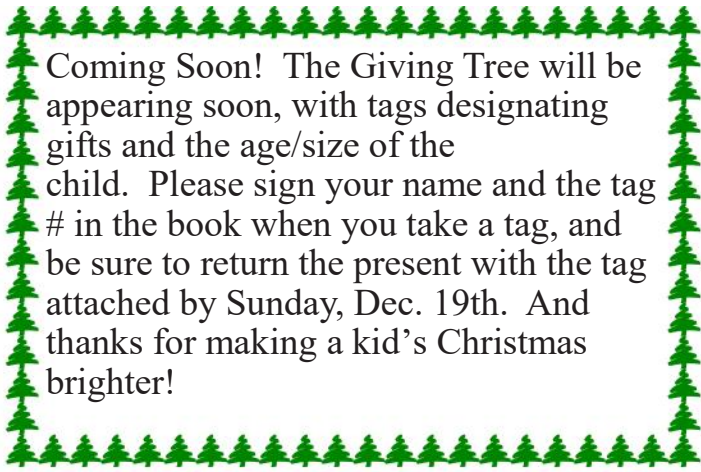 Coming Soon!  The Giving Tree will be
appearing soon, with tags designating
gifts and the age/size of the
child.  Please sign your name and the tag
# in the book when you take a tag, and
be sure to return the present with the tag
attached by Sunday, Dec. 19th.  And
thanks for making a kid’s Christmas
brighter!